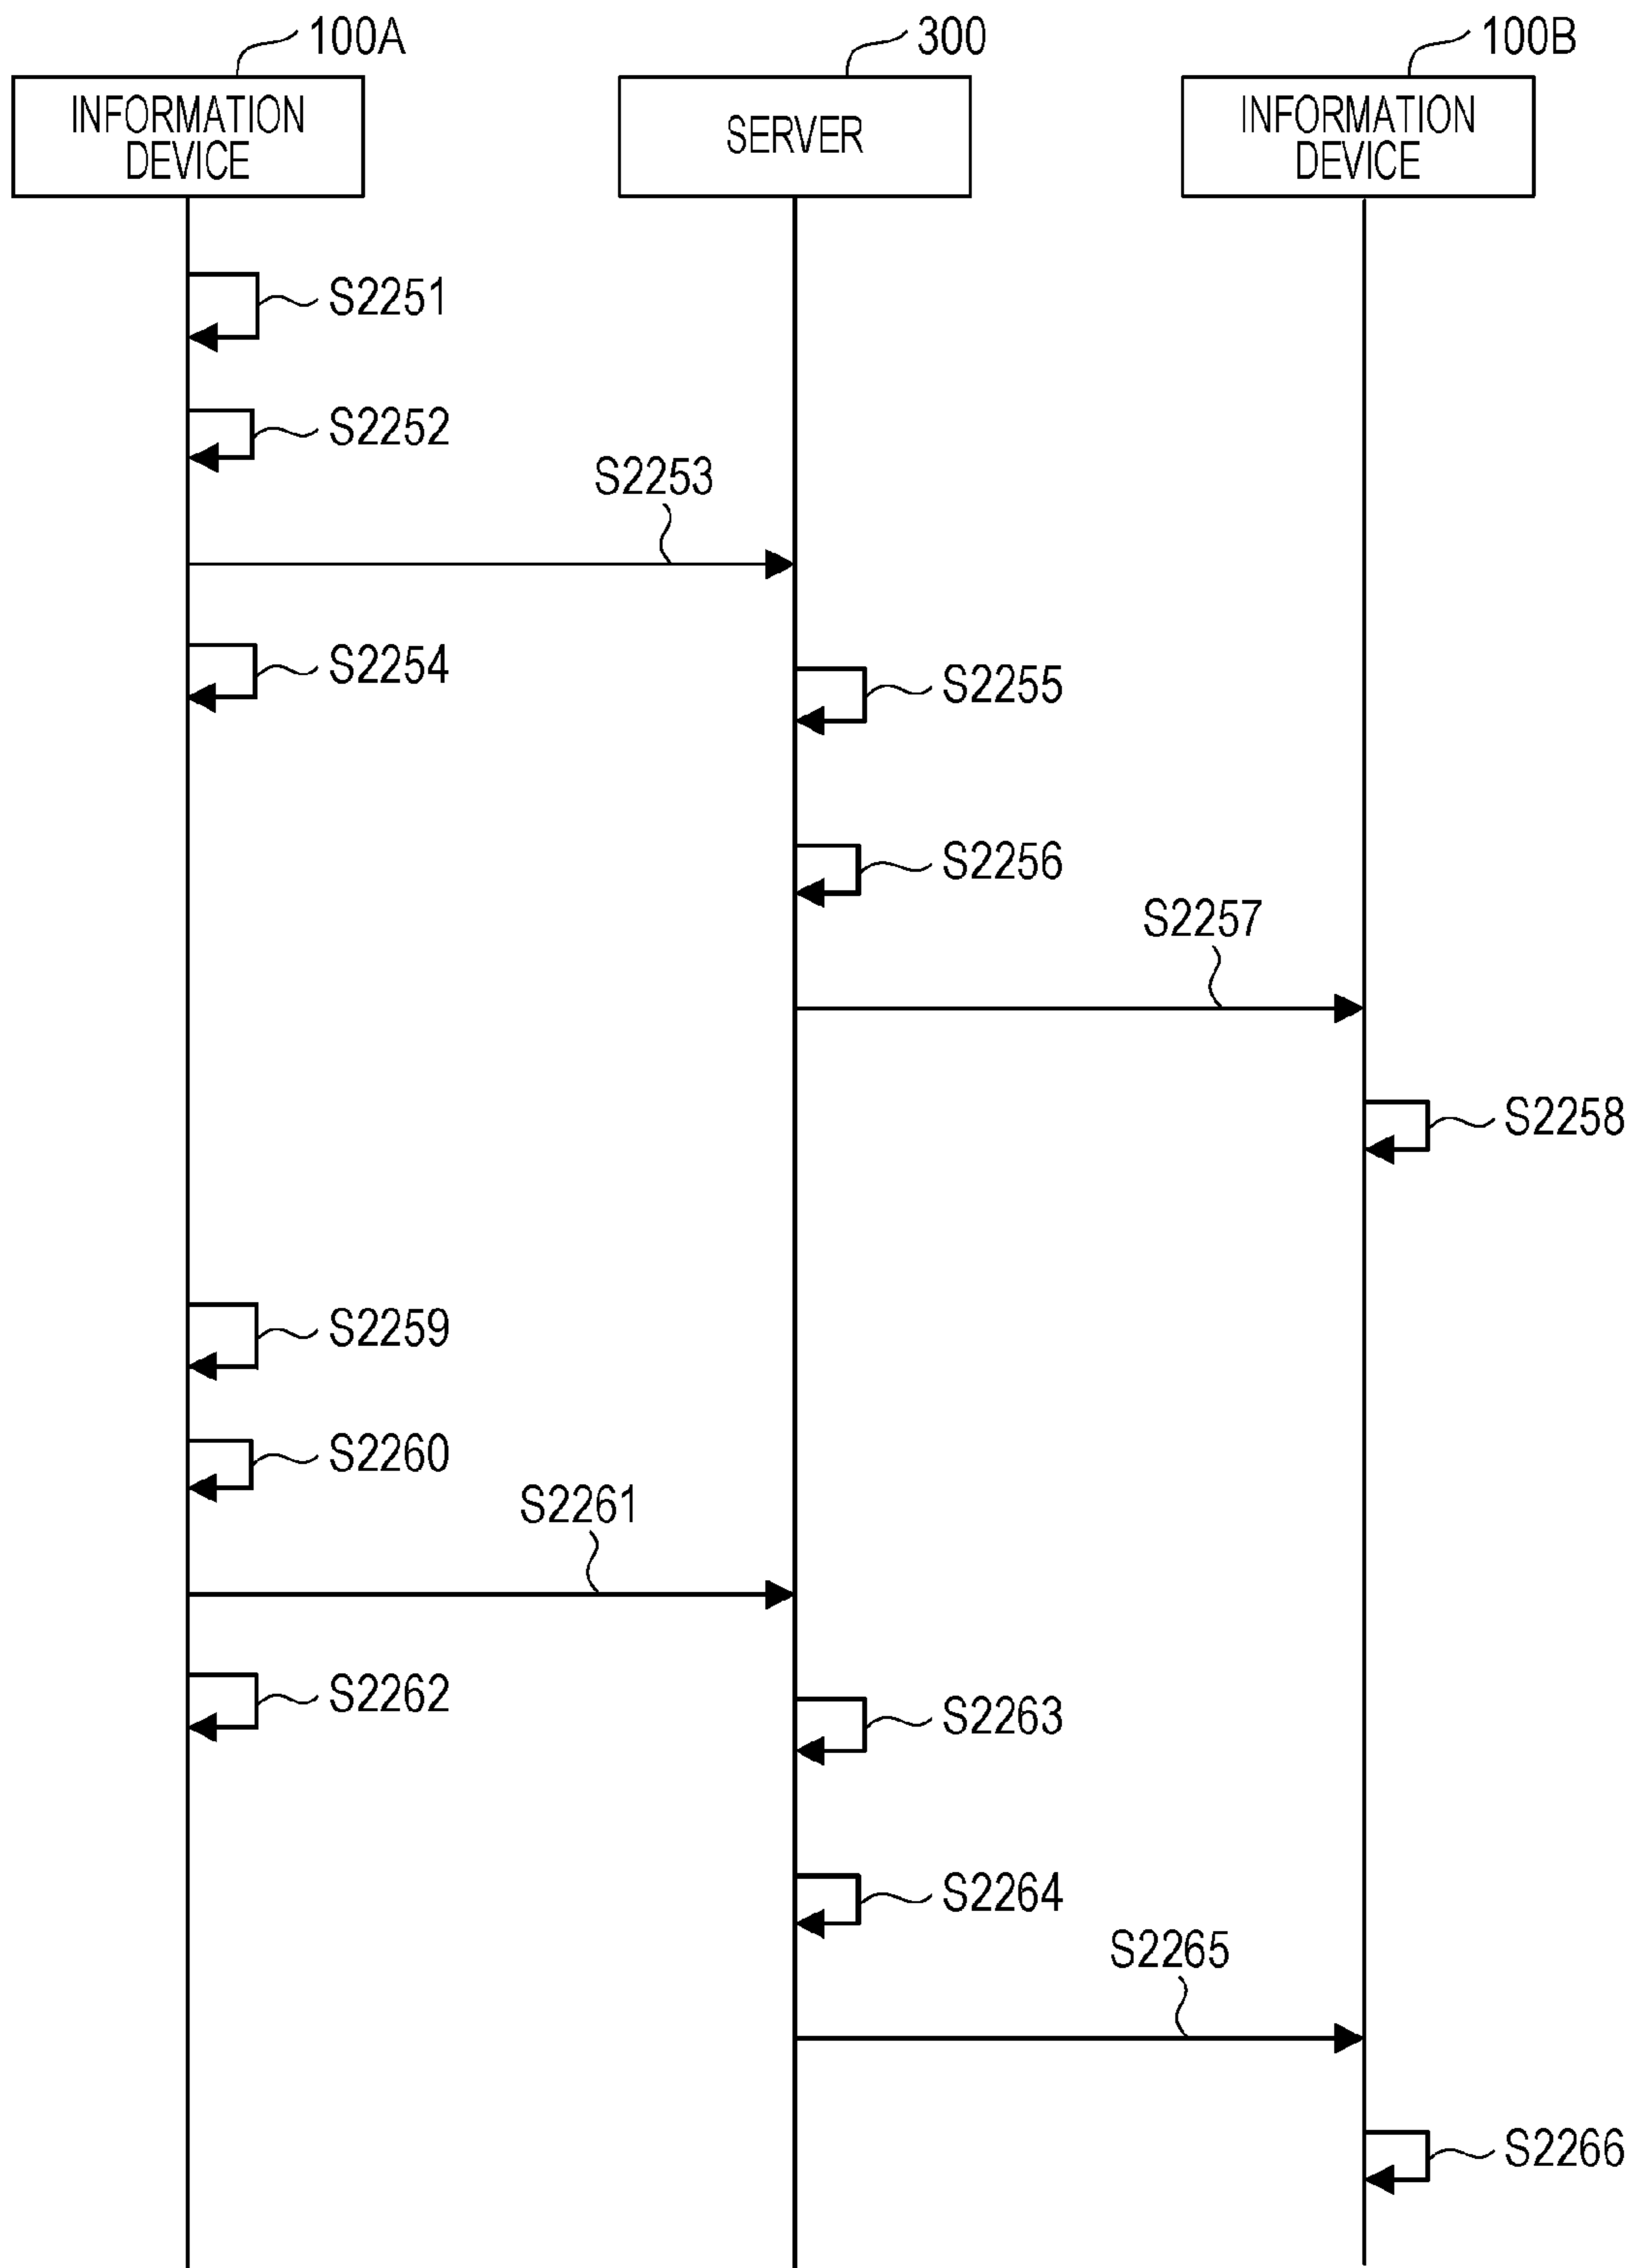 100A
300
100B
INFORMATION
DEVICE
SERVER
INFORMATION
DEVICE
S2251
S2252
S2253
S2254
S2255
S2256
S2257
S2258
S2259
S2260
S2261
S2262
S2263
S2264
S2265
S2266